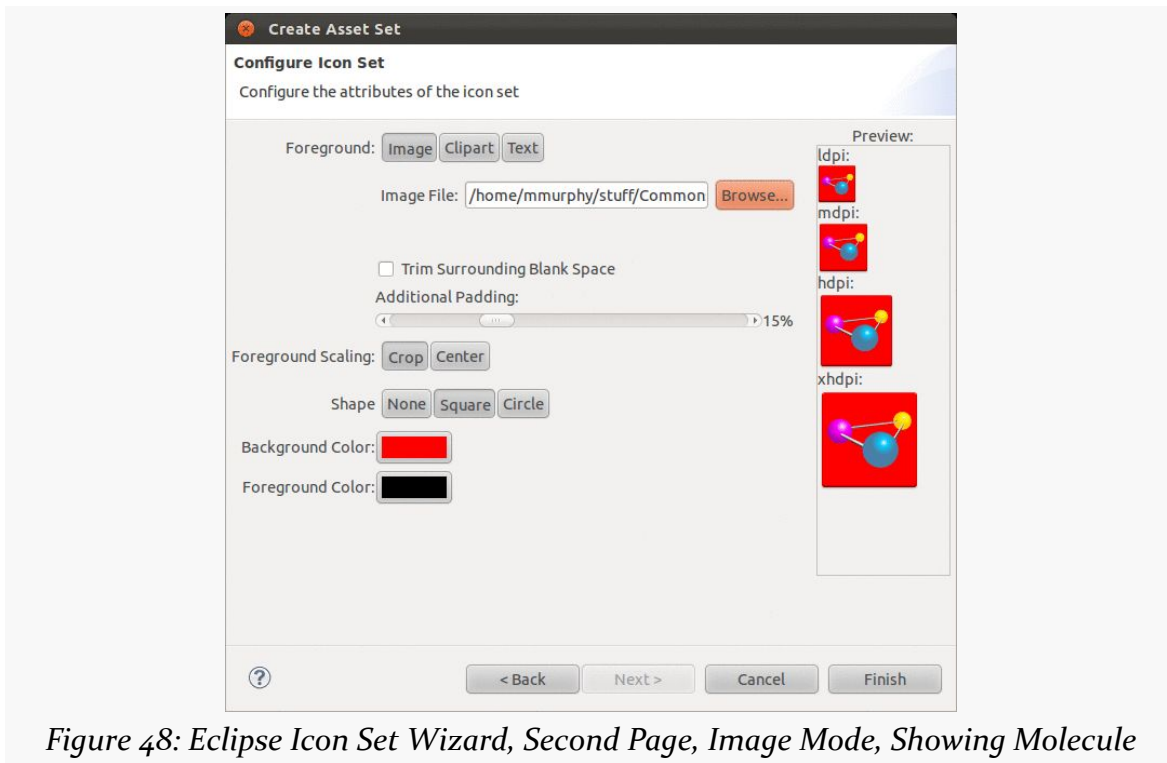 Create Asset Set
Configure Icon Set
Configure the attributes of the icon set
Foreground: Image Clipart Text
Image File: /home/mmurphy/stuff/Common Browse...
Trim Surrounding Blank Space
Additional Padding:
15%
Foreground Scaling: Crop Center
Shape None Square Circle
Background Color:
Foreground Color:
Preview:
ldpi:
mdpi:
hdpi:
xhdpi:
< Back Next > Cancel Finish
Figure 48: Eclipse Icon Set Wizard, Second Page, Image Mode, Showing Molecule